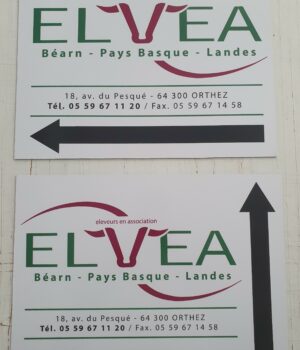 ELVEA
Béarn - Pays Basque - Landes
18, av. du Pesqué - 64 300 ORTHEZ
Tél. 05 59 67 11 20 / Fax. 05 59 67 14 58
eleveurs en association
ELVEA
Béarn - Pays Basque - Landes
18, av. du Pesqué - 64 300 ORTHEZ
Tél. 05 59 67 11 20 / Fax. 05 59 67 14 58